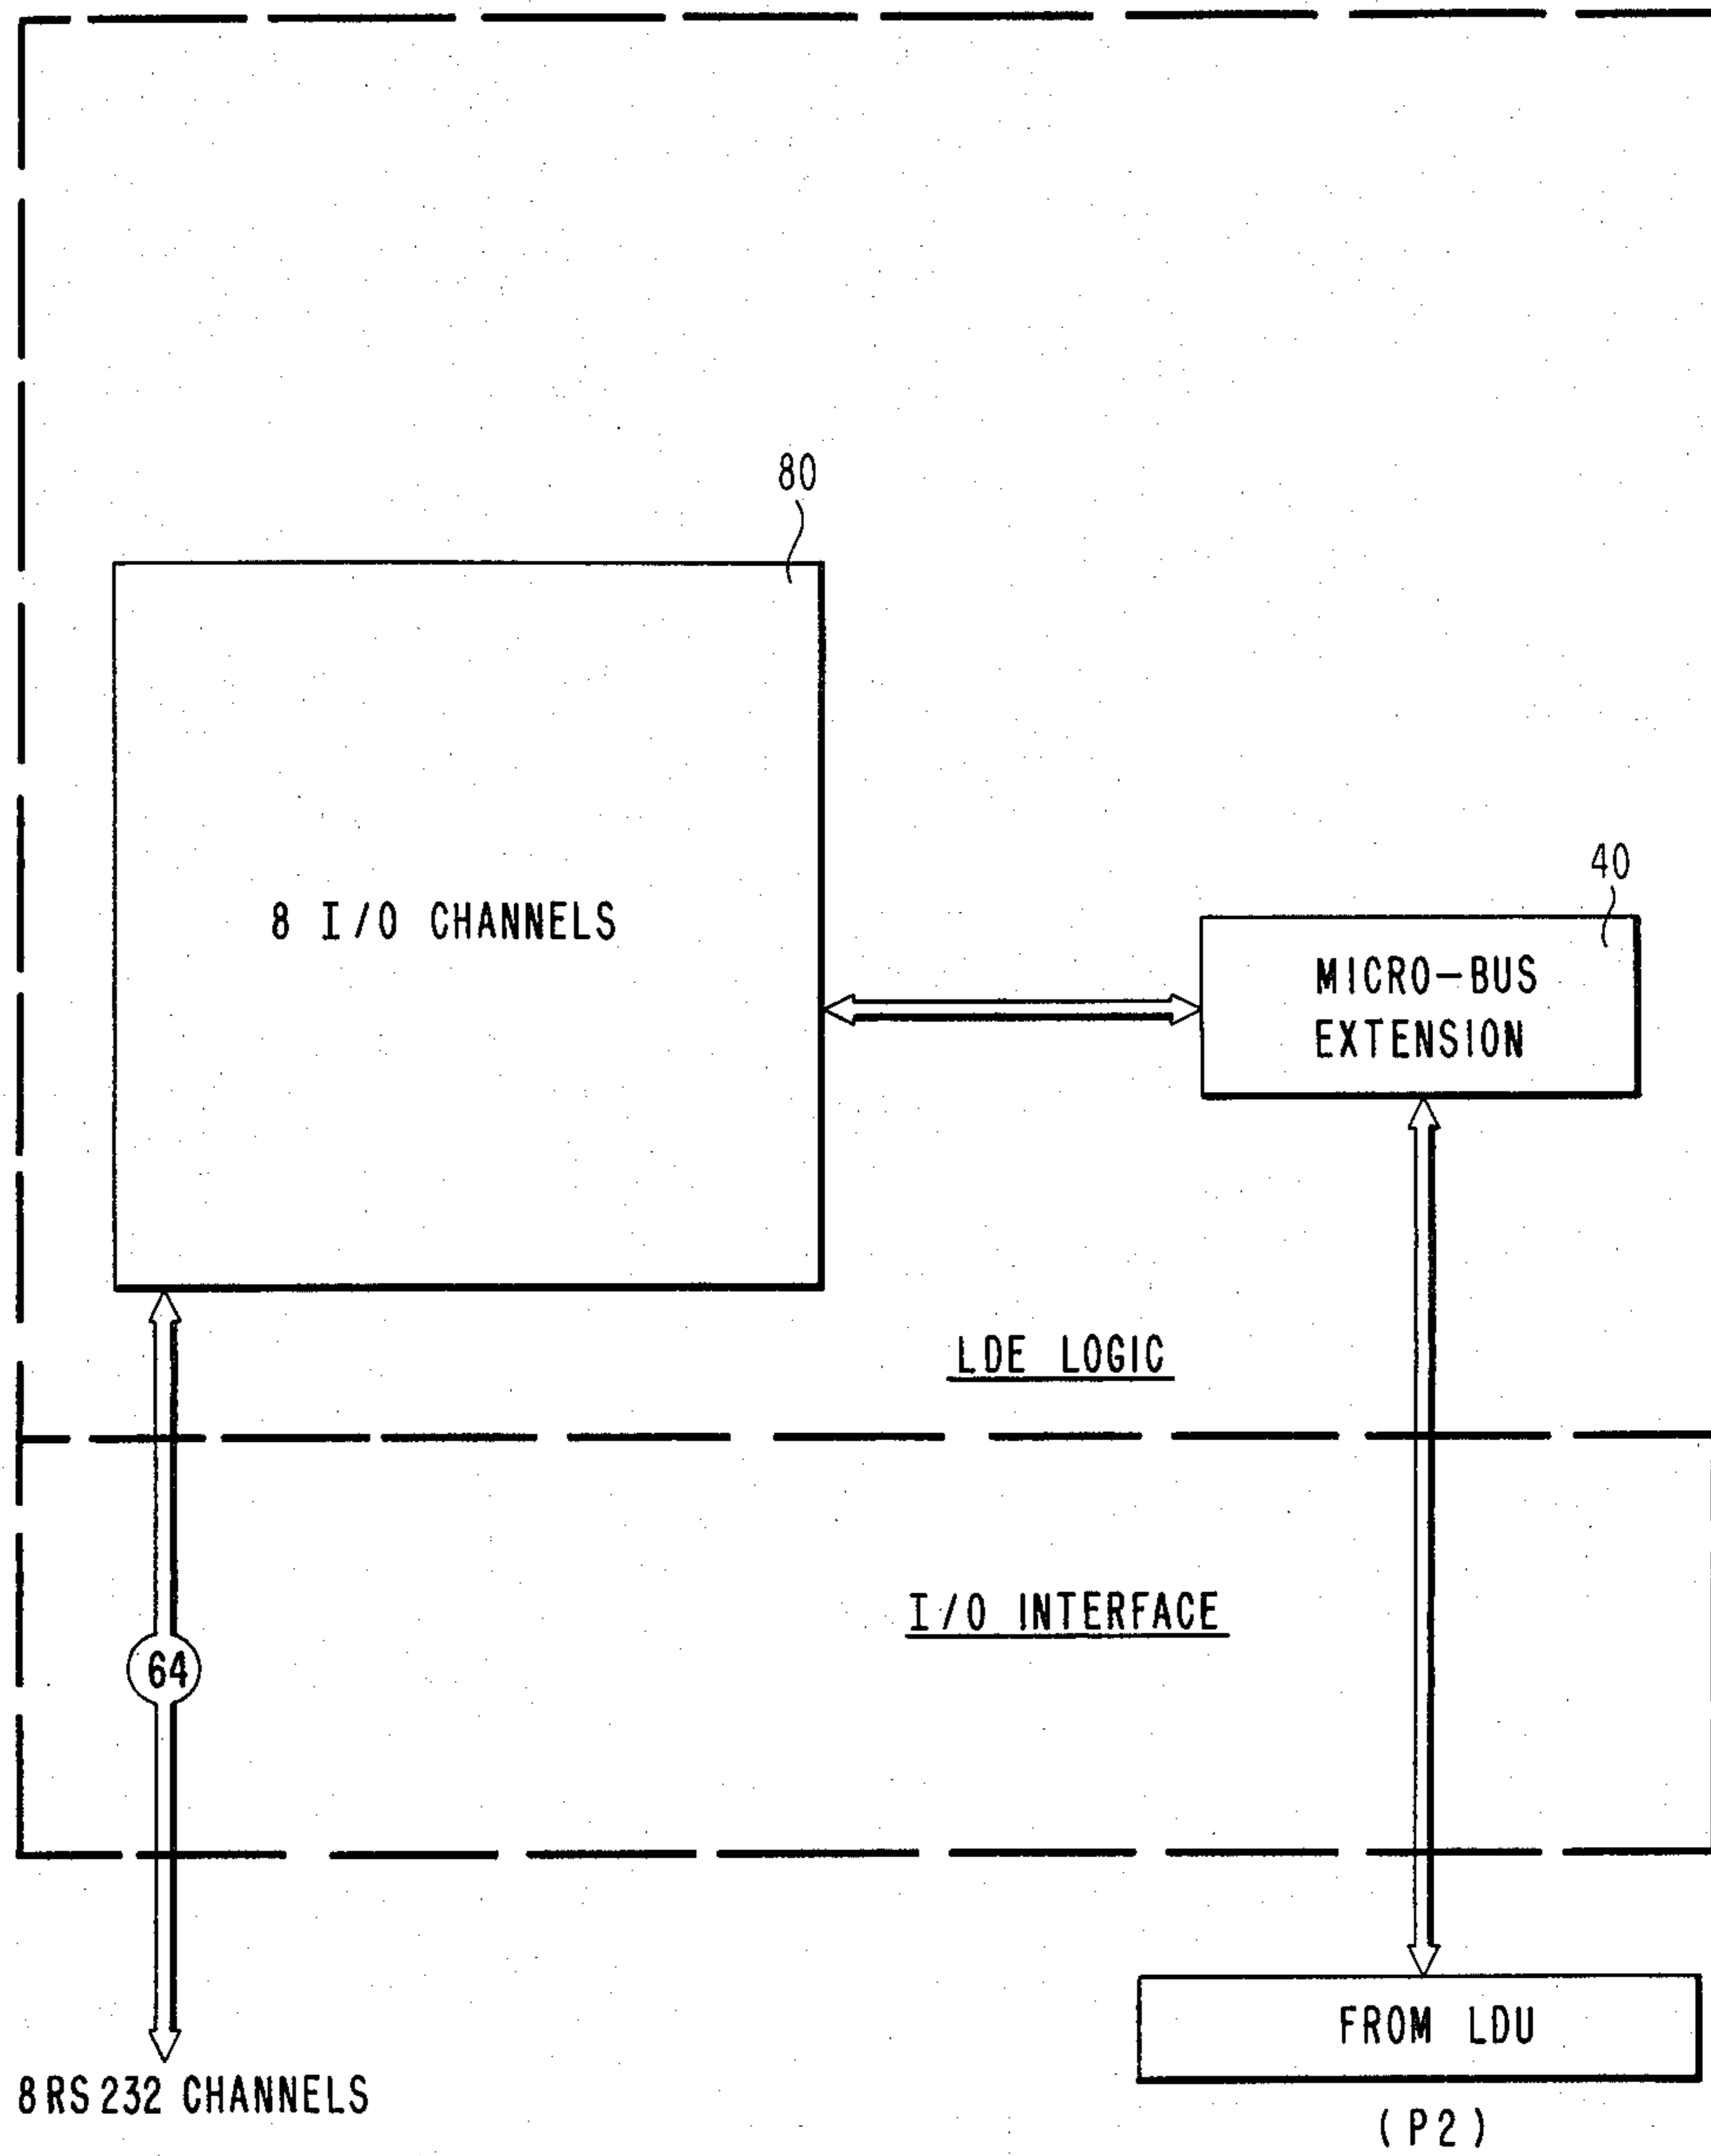 80
8 I/O CHANNELS
40
MICRO-BUS
EXTENSION
LDE LOGIC
I/O INTERFACE
64
FROM LDU
8 RS 232 CHANNELS
(P2)